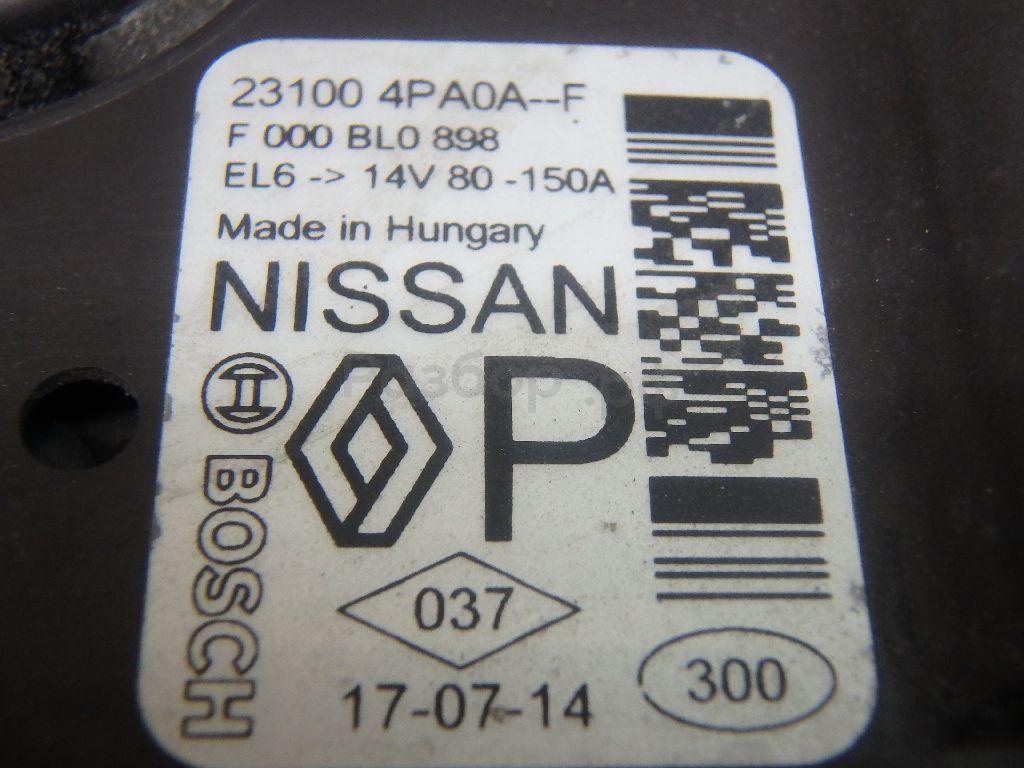 23100 4PA0A--F
F 000 BL0 898
EL6 -> 14V 80 -150A
Made in Hungary
NISSAN
P
BOSCH
037
17-07-14
300